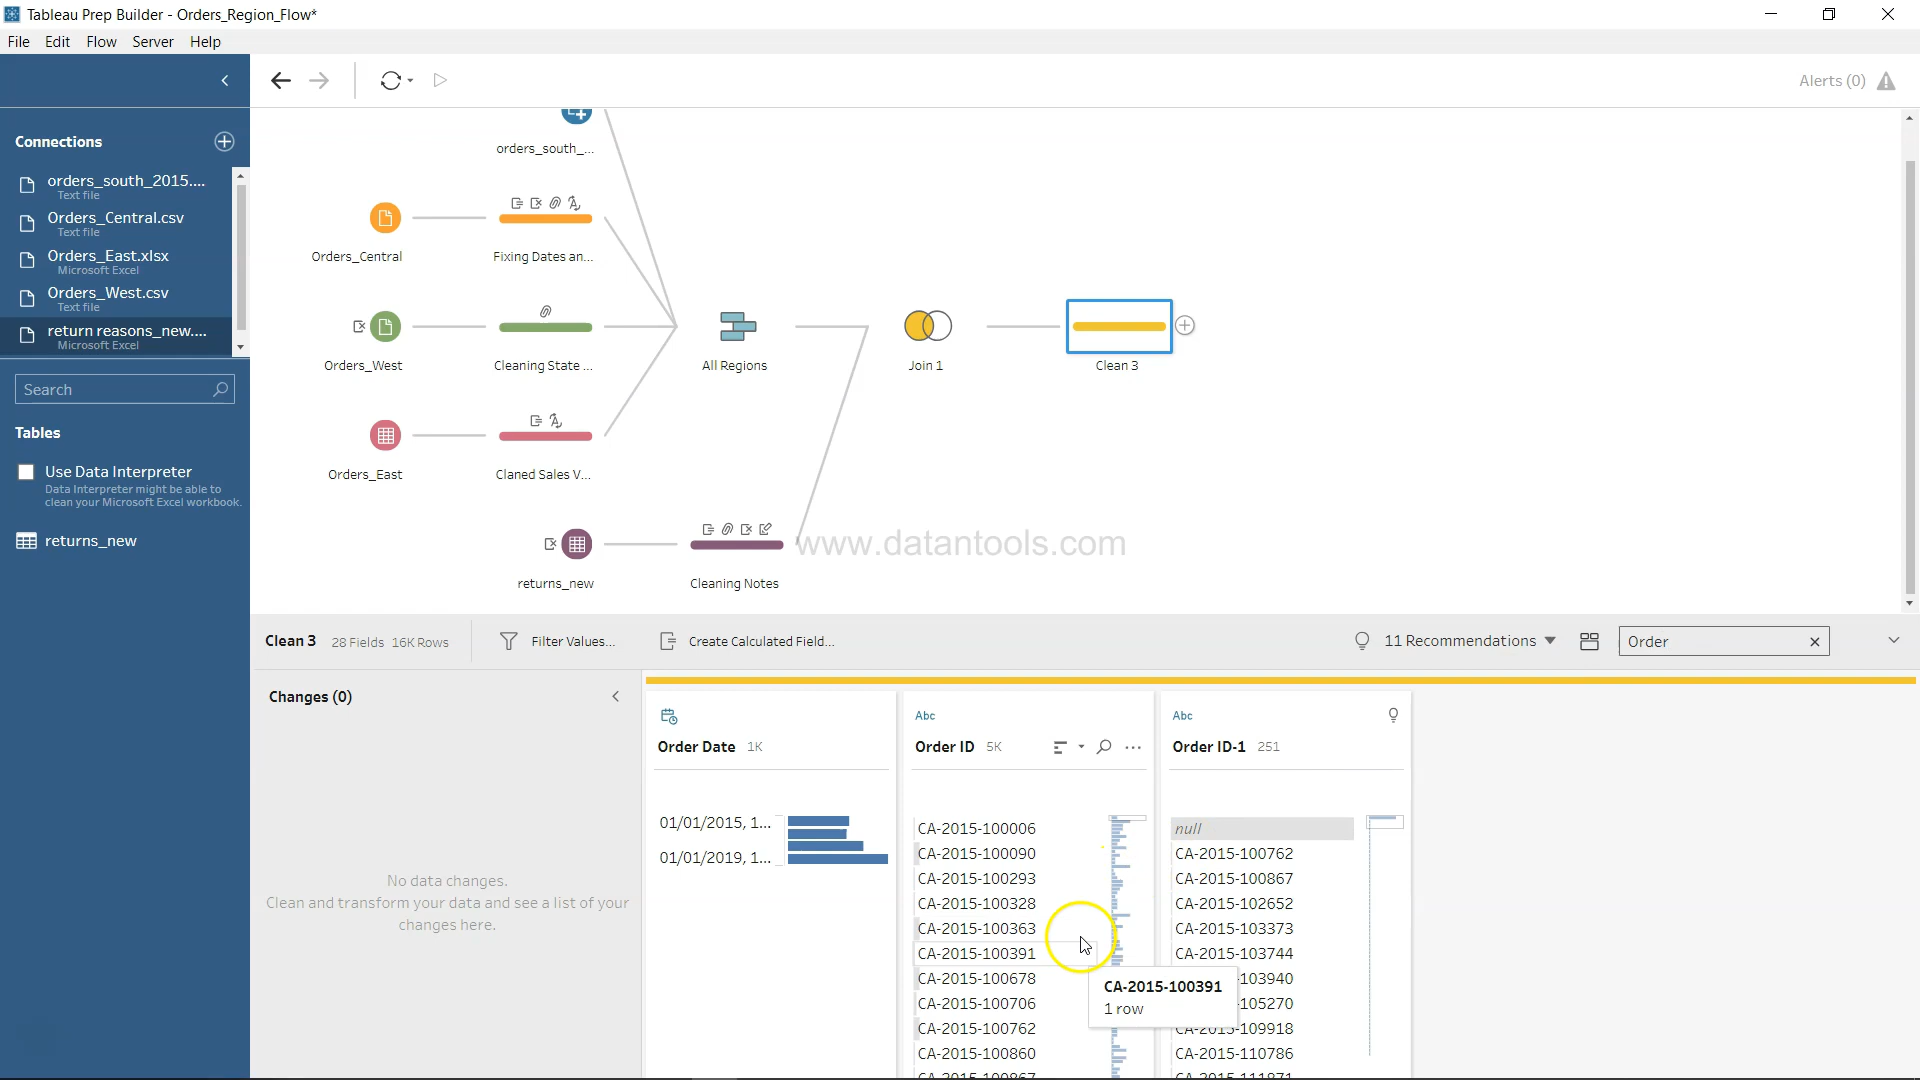 Tableau Prep Builder - Orders_Region_Flow*
File Edit Flow Server Help
Alerts (0)
Connections
orders_south_2015....
Text file
Orders_Central.csv
Text file
Orders_East.xlsx
Microsoft Excel
Orders_West.csv
Text file
return reasons_new....
Microsoft Excel
Search
Tables
Use Data Interpreter
Data Interpreter might be able to
clean your Microsoft Excel workbook.
returns_new
orders_south_...
Orders_Central
Fixing Dates an...
Orders_West
Cleaning State ...
All Regions
Join 1
Clean 3
Orders_East
Claned Sales V...
returns_new
Cleaning Notes
www.datantools.com
Clean 3 28 Fields 16K Rows
Filter Values...
Create Calculated Field...
11 Recommendations
Order
Changes (0)
No data changes.
Clean and transform your data and see a list of your
changes here.
Order Date 1K
01/01/2015, 1...
01/01/2019, 1...
Abc
Order ID 5K
CA-2015-100006
CA-2015-100090
CA-2015-100293
CA-2015-100328
CA-2015-100363
CA-2015-100391
CA-2015-100678
CA-2015-100706
CA-2015-100762
CA-2015-100860
CA-2015-100867
CA-2015-100391
1 row
Abc
Order ID-1 251
null
CA-2015-100762
CA-2015-100867
CA-2015-102652
CA-2015-103373
CA-2015-103744
-103940
-105270
CA-2015-109918
CA-2015-110786
CA-2015-111871